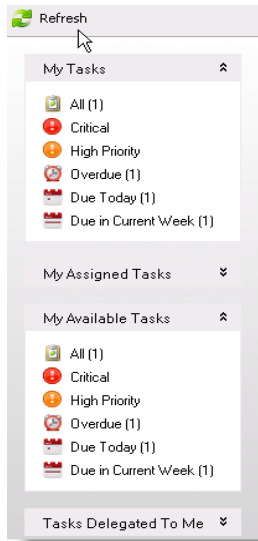 Refresh
My Tasks
All (1)
Critical
High Priority
Overdue (1)
Due Today (1)
Due in Current Week (1)
My Assigned Tasks
My Available Tasks
All (1)
Critical
High Priority
Overdue (1)
Due Today (1)
Due in Current Week (1)
Tasks Delegated To Me